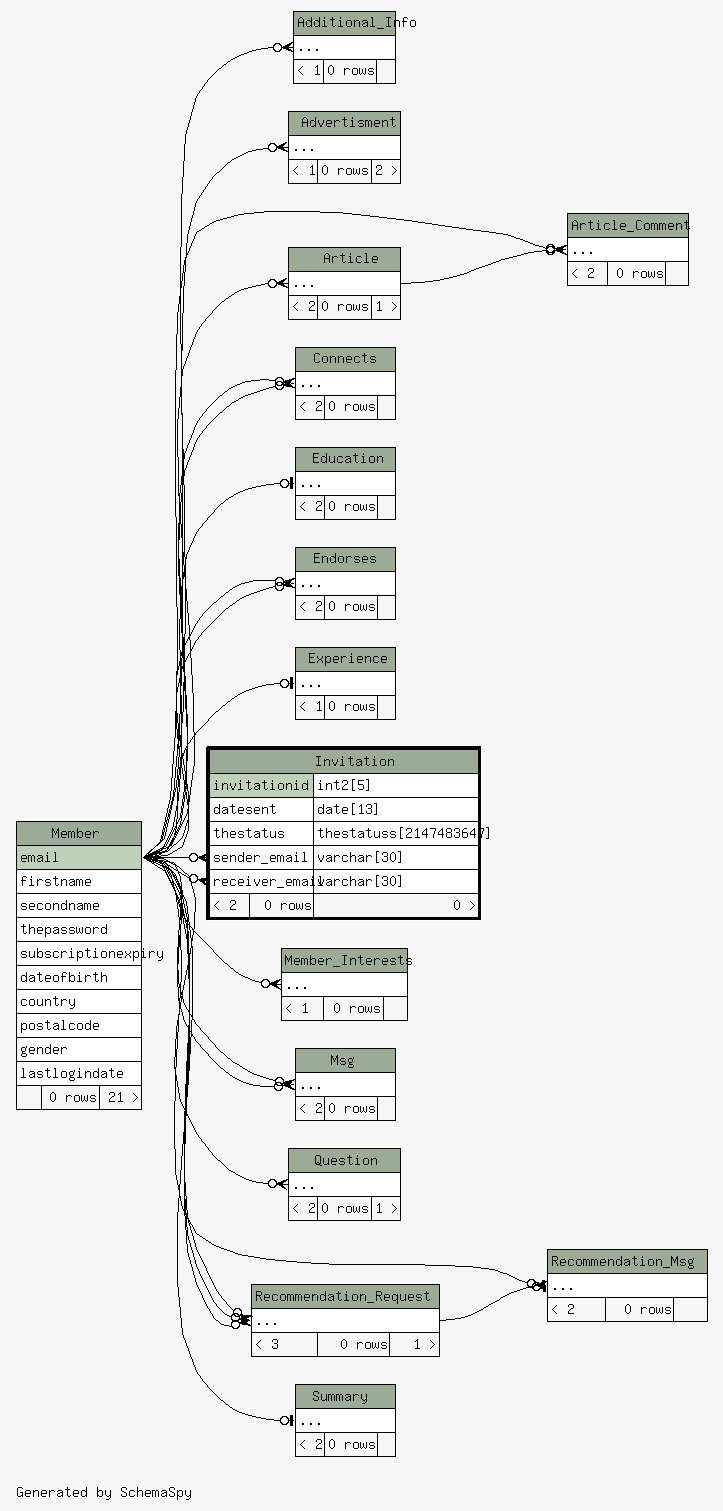 Additional_Info
...
< 1 0 rows
Advertisment
...
< 1 0 rows 2 >
Article_Comment
...
< 2 0 rows
Article
...
< 2 0 rows 1 >
Connects
...
< 2 0 rows
Education
...
< 2 0 rows
Endorses
...
< 2 0 rows
Experience
...
< 1 0 rows
Invitation
invitationid int2[5]
datesent date[13]
thestatus thestatuss[2147483647]
sender_email varchar[30]
receiver_email varchar[30]
< 2 0 rows 0 >
Member
email
firstname
secondname
thepassword
subscriptionexpiry
dateofbirth
country
postalcode
gender
lastlogindate
0 rows 21 >
Member_Interests
...
< 1 0 rows
Msg
...
< 2 0 rows
Question
...
< 2 0 rows 1 >
Recommendation_Msg
...
< 2 0 rows
Recommendation_Request
...
< 3 0 rows 1 >
Summary
...
< 2 0 rows
Generated by SchemaSpy